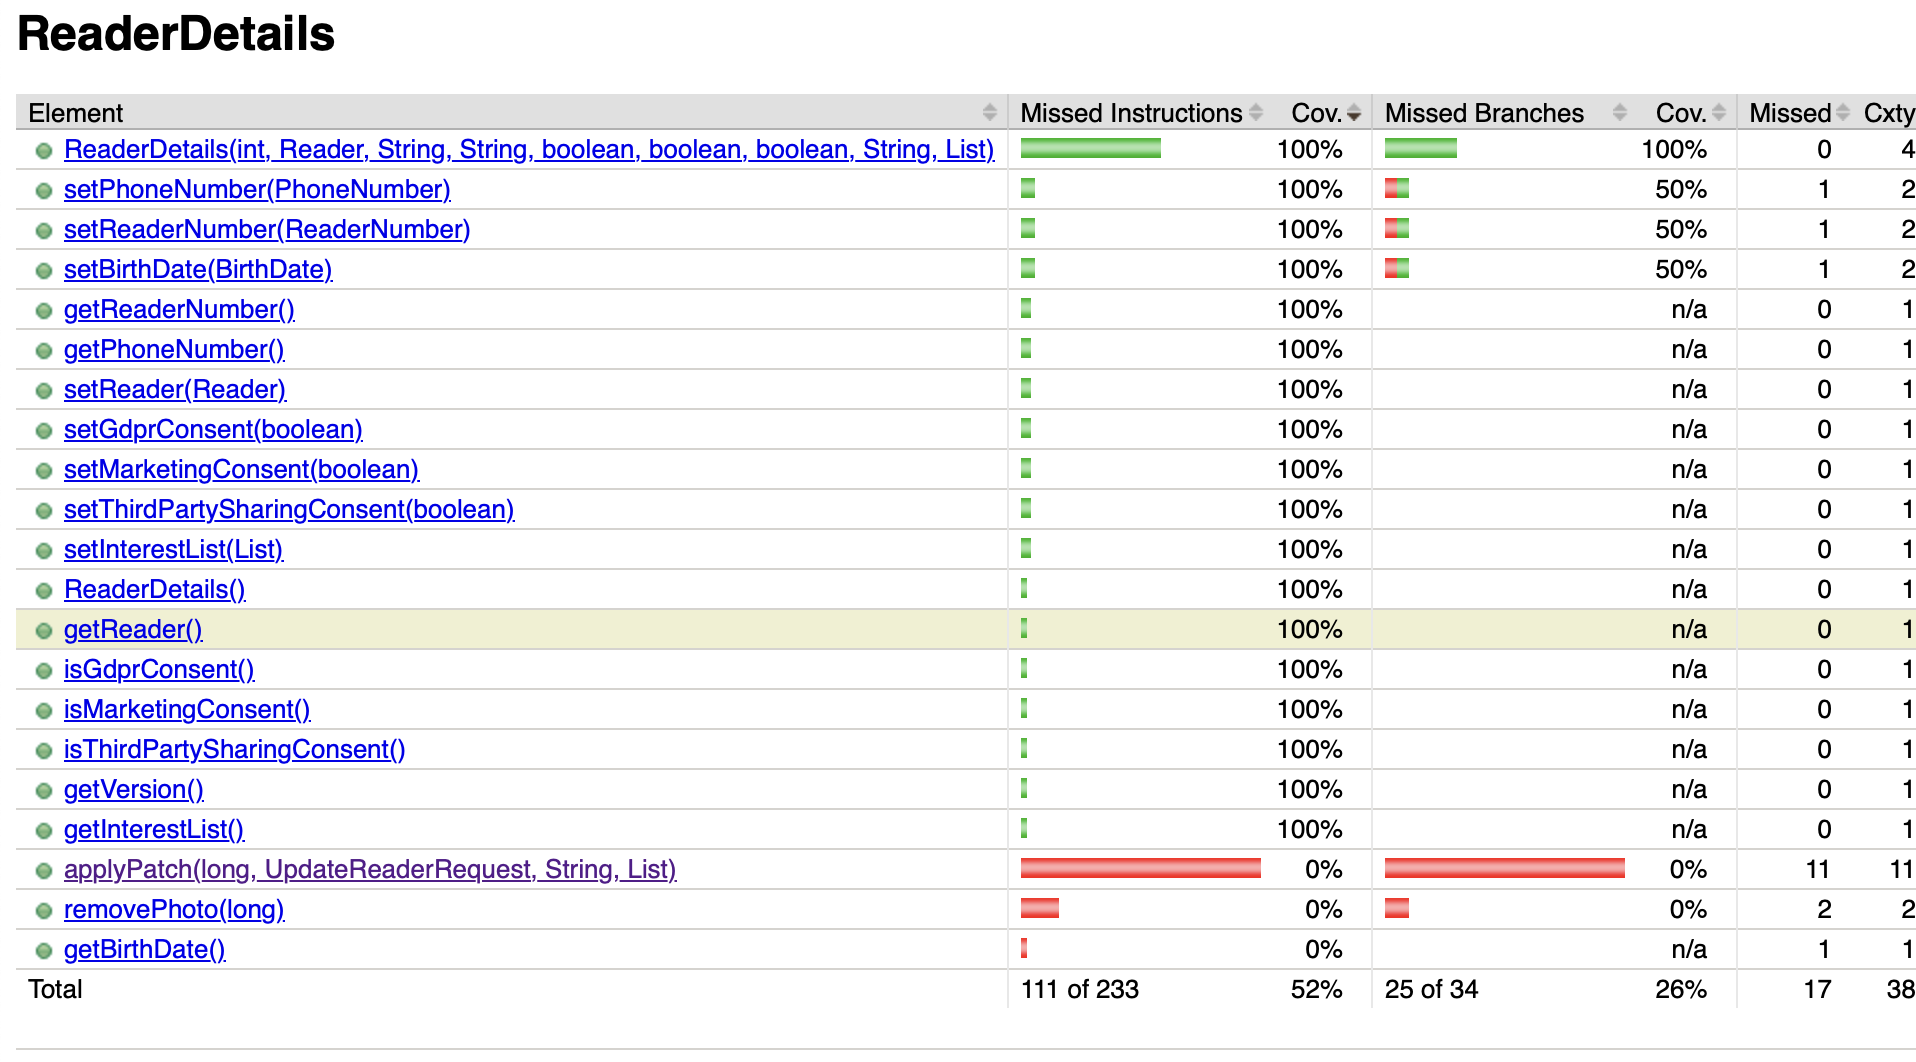 ReaderDetails
Element Missed Instructions Cov. Missed Branches Cov. Missed Cxty
ReaderDetails(int, Reader, String, String, boolean, boolean, boolean, String, List) 100% 100% 0 4
setPhoneNumber(PhoneNumber) 100% 50% 1 2
setReaderNumber(ReaderNumber) 100% 50% 1 2
setBirthDate(BirthDate) 100% 50% 1 2
getReaderNumber() 100% n/a 0 1
getPhoneNumber() 100% n/a 0 1
setReader(Reader) 100% n/a 0 1
setGdprConsent(boolean) 100% n/a 0 1
setMarketingConsent(boolean) 100% n/a 0 1
setThirdPartySharingConsent(boolean) 100% n/a 0 1
setInterestList(List) 100% n/a 0 1
ReaderDetails() 100% n/a 0 1
getReader() 100% n/a 0 1
isGdprConsent() 100% n/a 0 1
isMarketingConsent() 100% n/a 0 1
isThirdPartySharingConsent() 100% n/a 0 1
getVersion() 100% n/a 0 1
getInterestList() 100% n/a 0 1
applyPatch(long, UpdateReaderRequest, String, List) 0% 0% 11 11
removePhoto(long) 0% 0% 2 2
getBirthDate() 0% n/a 1 1
Total 111 of 233 52% 25 of 34 26% 17 38